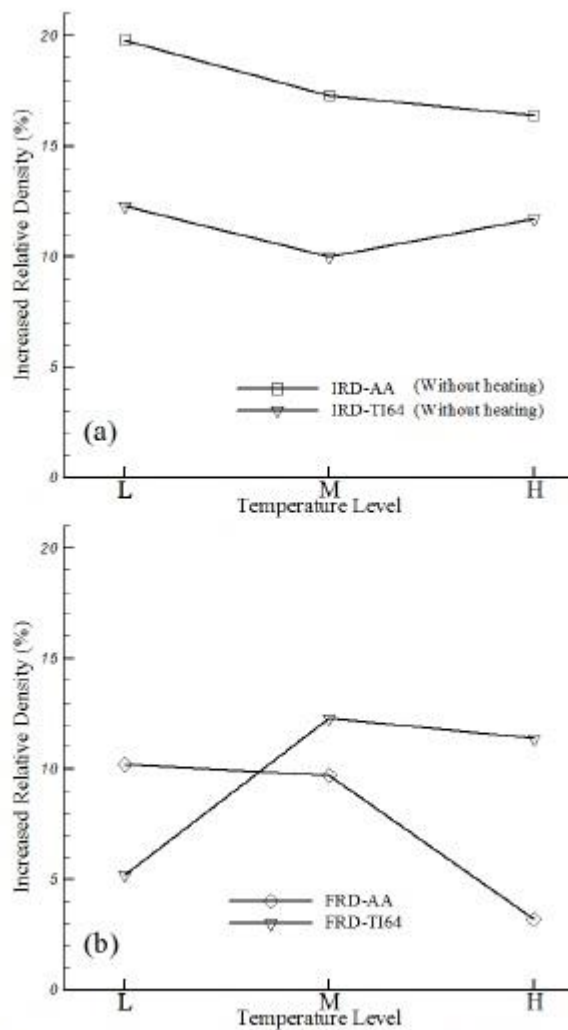 20
15
10
5
0
Increased Relative Density (%)
IRD-AA (Without heating)
IRD-TI64 (Without heating)
(a)
L M H
Temperature Level
20
15
10
5
0
Increased Relative Density (%)
FRD-AA
FRD-TI64
(b)
L M H
Temperature Level